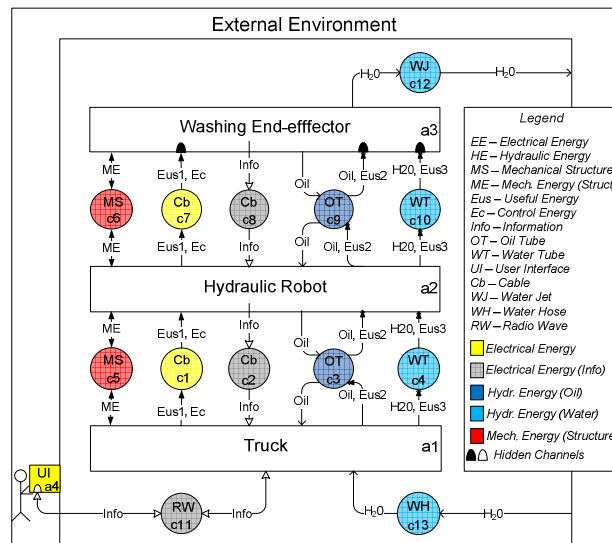 External Environment
WJ
c12
H₂0
H₂0
Washing End-efffector
a3
ME
Eus1, Ec
Info
Oil
Oil, Eus2
H20, Eus3
MS
c6
Cb
c7
Cb
c8
OT
c9
WT
c10
ME
Eus1, Ec
Info
Oil
Oil, Eus2
H20, Eus3
Hydraulic Robot
a2
ME
Eus1, Ec
Info
Oil
Oil, Eus2
H20, Eus3
MS
c5
Cb
c1
Cb
c2
OT
c3
WT
c4
ME
Eus1, Ec
Info
Oil
Oil, Eus2
H20, Eus3
Truck
a1
UI
a4
Info
RW
c11
Info
H₂0
WH
c13
H₂0
Legend
EE – Electrical Energy
HE – Hydraulic Energy
MS – Mechanical Structure
ME – Mech. Energy (Struct
Eus – Useful Energy
Ec – Control Energy
Info – Information
OT – Oil Tube
WT – Water Tube
UI – User Interface
Cb – Cable
WJ – Water Jet
WH – Water Hose
RW – Radio Wave
Electrical Energy
Electrical Energy (Info)
Hydr. Energy (Oil)
Hydr. Energy (Water)
Mech. Energy (Structure
Hidden Channels